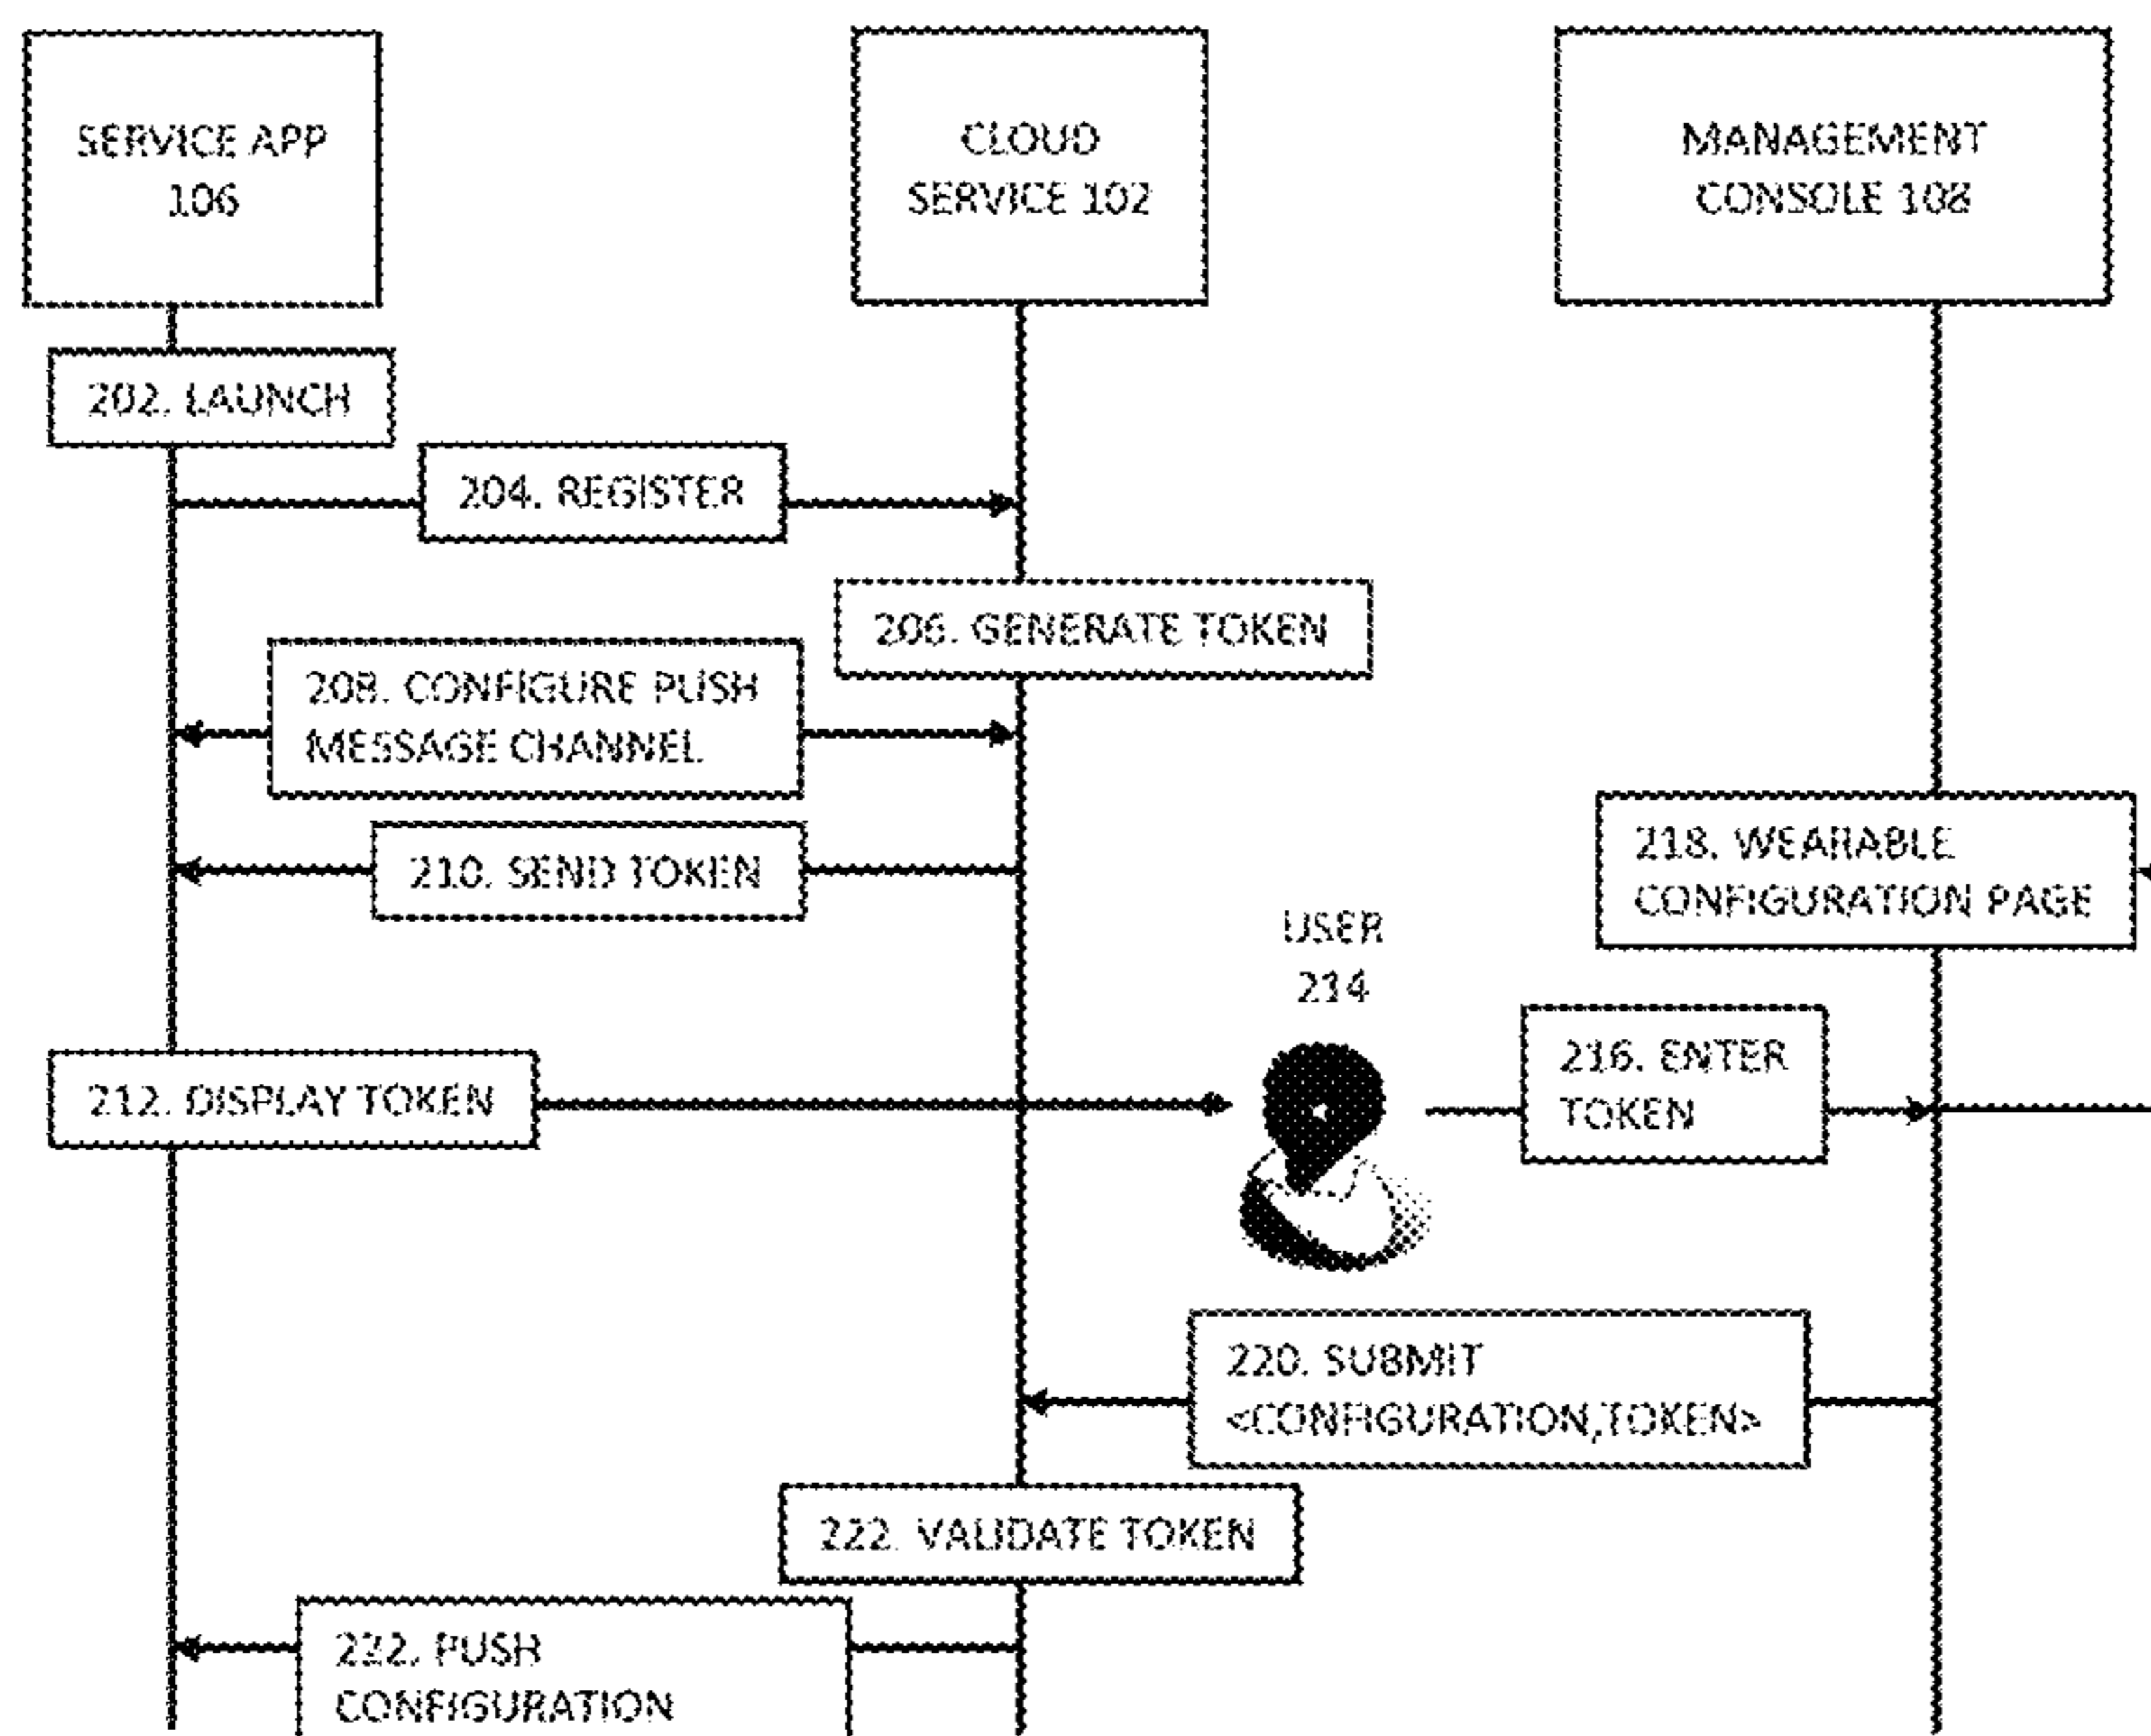 SERVICE APP
106
CLOUD
SERVICE 102
MANAGEMENT
CONSOLE 108
202. LAUNCH
204. REGISTER
206. GENERATE TOKEN
208. CONFIGURE PUSH
MESSAGE CHANNEL
210. SEND TOKEN
218. WEARABLE
CONFIGURATION PAGE
USER
214
212. DISPLAY TOKEN
216. ENTER
TOKEN
220. SUBMIT
<CONFIGURATION,TOKEN>
222. VALIDATE TOKEN
222. PUSH
CONFIGURATION